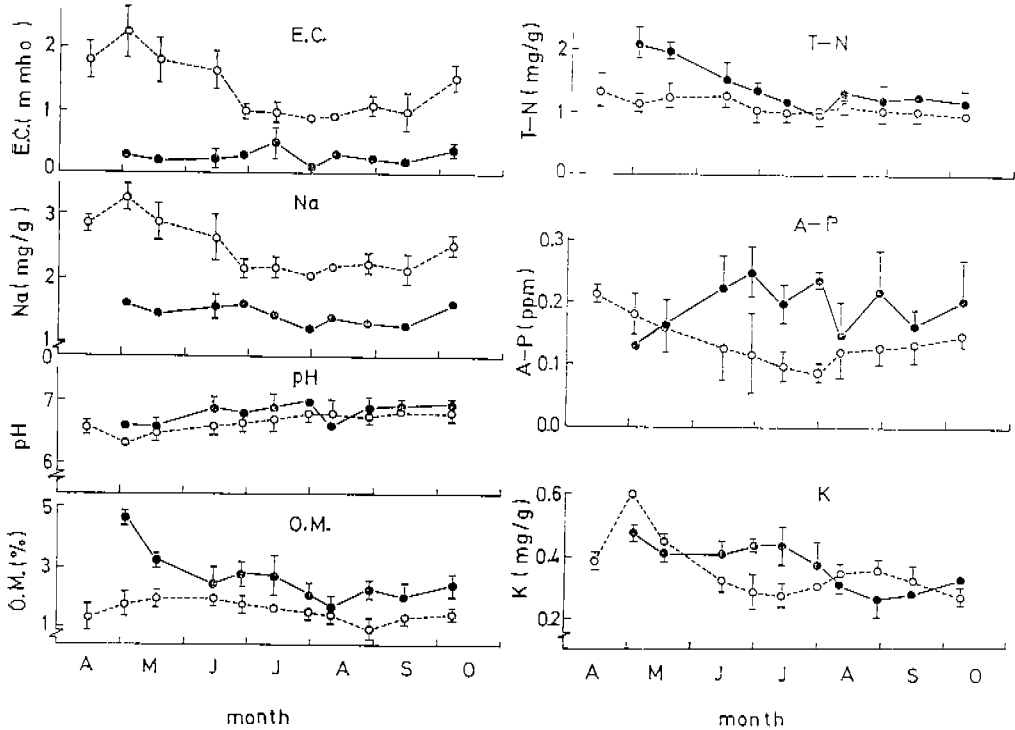 E.C.
E.C.( m mho )
2
1
0
Na
Na( mg/g )
3
2
1
0
pH
pH
7
6
O.M.
O.M.(%)
5
3
1
A M J J A S O
month
T-N
T-N( mg/g )
2
1
0
A-P
A-P( ppm )
0.3
0.2
0.1
0.0
K
K( mg/g )
0.6
0.4
0.2
A M J J A S O
month